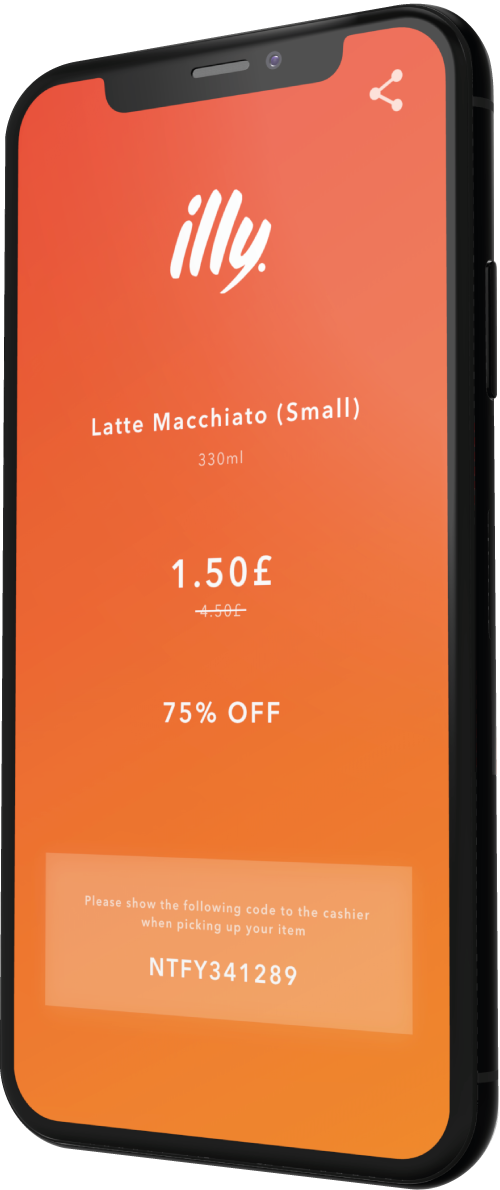 illy.
Latte Macchiato (Small)
330ml
1.50£
4.50£
75% OFF
Please show the following code to the cashier
when picking up your item
NTFY341289